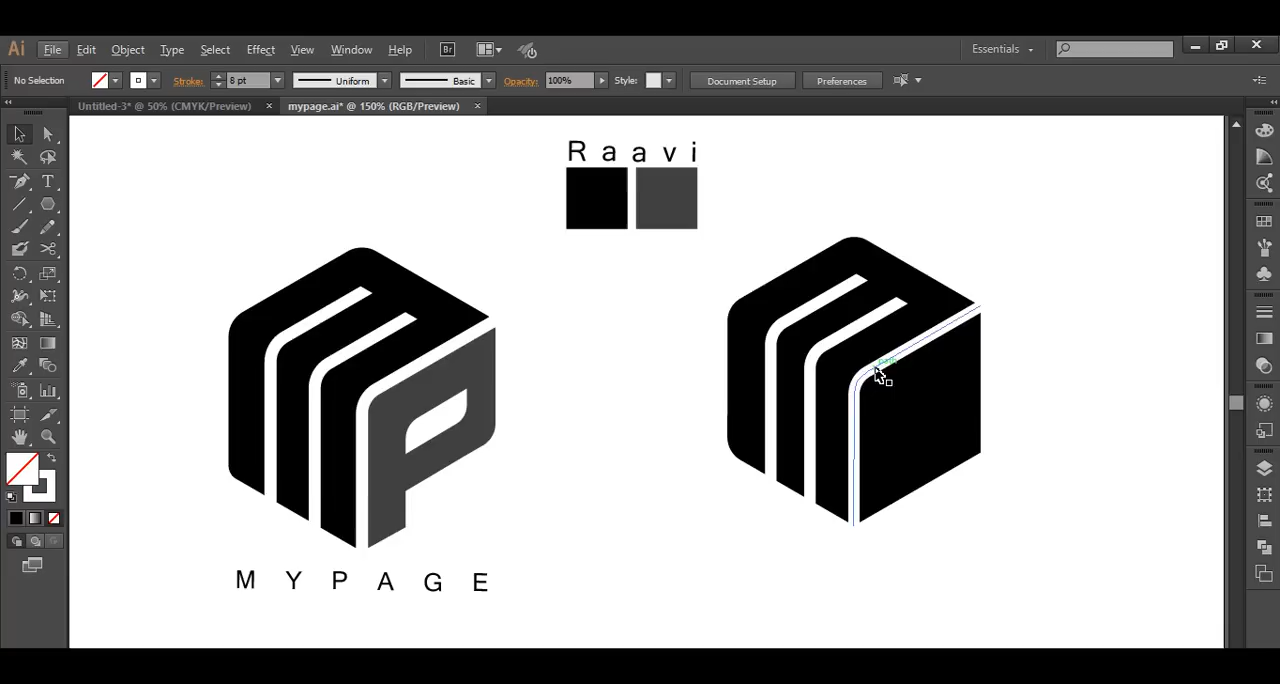 Ai File Edit Object Type Select Effect View Window Help Br Essentials
No Selection Stroke: 8 pt Uniform Basic Opacity: 100% Style: Document Setup Preferences
Untitled-3* @ 50% (CMYK/Preview) × mypage.ai* @ 150% (RGB/Preview) ×
R a a v i
M Y P A G E